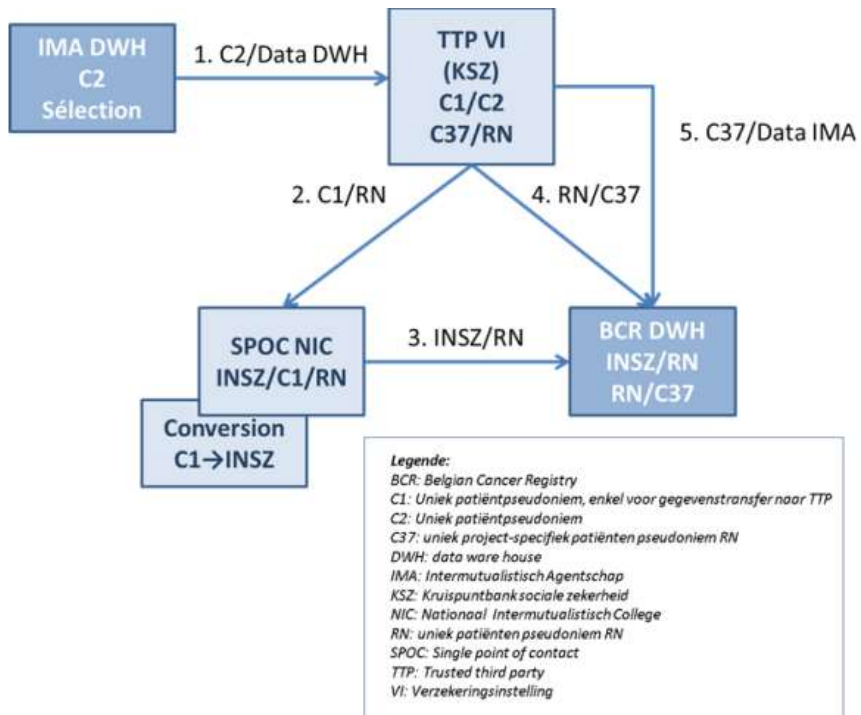 IMA DWH
C2
Sélection
1. C2/Data DWH
TTP VI
(KSZ)
C1/C2
C37/RN
5. C37/Data IMA
2. C1/RN
4. RN/C37
SPOC NIC
INSZ/C1/RN
3. INSZ/RN
BCR DWH
INSZ/RN
RN/C37
Conversion
C1→INSZ
Legende:
BCR: Belgian Cancer Registry
C1: Uniek patiëntpseudoniem, enkel voor gegevenstransfer naar TTP
C2: Uniek patiëntpseudoniem
C37: uniek project-specifiek patiënten pseudoniem RN
DWH: data ware house
IMA: Intermutualistisch Agentschap
KSZ: Kruispuntbank sociale zekerheid
NIC: Nationaal Intermutualistisch College
RN: uniek patiënten pseudoniem RN
SPOC: Single point of contact
TTP: Trusted third party
VI: Verzekeringsinstelling